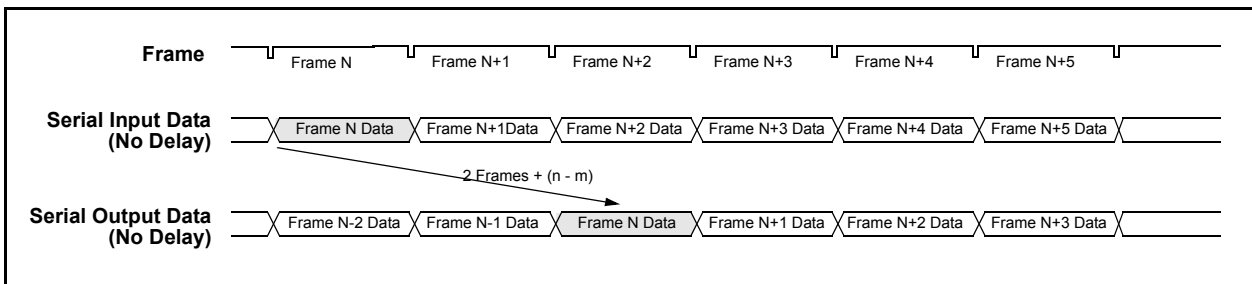 Frame
Frame N
Frame N+1
Frame N+2
Frame N+3
Frame N+4
Frame N+5
Serial Input Data
(No Delay)
Frame N Data
Frame N+1Data
Frame N+2 Data
Frame N+3 Data
Frame N+4 Data
Frame N+5 Data
2 Frames + (n - m)
Serial Output Data
(No Delay)
Frame N-2 Data
Frame N-1 Data
Frame N Data
Frame N+1 Data
Frame N+2 Data
Frame N+3 Data